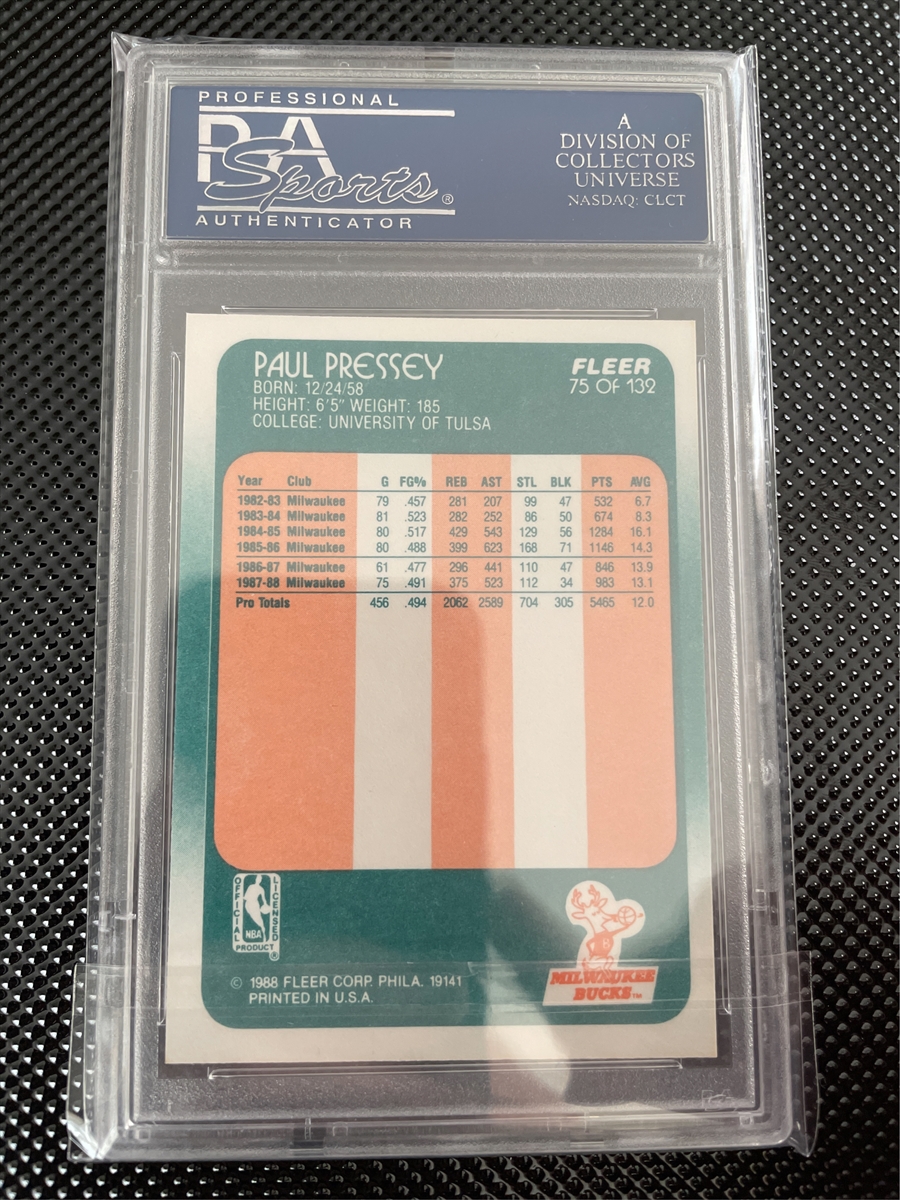 PROFESSIONAL
PSA
Sports®
AUTHENTICATOR
A
DIVISION OF
COLLECTORS
UNIVERSE
NASDAQ: CLCT
PAUL PRESSEY
BORN: 12/24/58
HEIGHT: 6'5" WEIGHT: 185
COLLEGE: UNIVERSITY OF TULSA
FLEER
75 OF 132
Year Club G FG% REB AST STL BLK PTS AVG
1982-83 Milwaukee 79 .457 281 207 99 47 532 6.7
1983-84 Milwaukee 81 .523 282 252 86 50 674 8.3
1984-85 Milwaukee 80 .517 429 543 129 56 1284 16.1
1985-86 Milwaukee 80 .488 399 623 168 71 1146 14.3
1986-87 Milwaukee 61 .477 296 441 110 47 846 13.9
1987-88 Milwaukee 75 .491 375 523 112 34 983 13.1
Pro Totals 456 .494 2062 2589 704 305 5465 12.0
OFFICIAL
LICENSED
NBA
PRODUCT
®
B
MILWAUKEE
BUCKS™
© 1988 FLEER CORP. PHILA. 19141
PRINTED IN U.S.A.